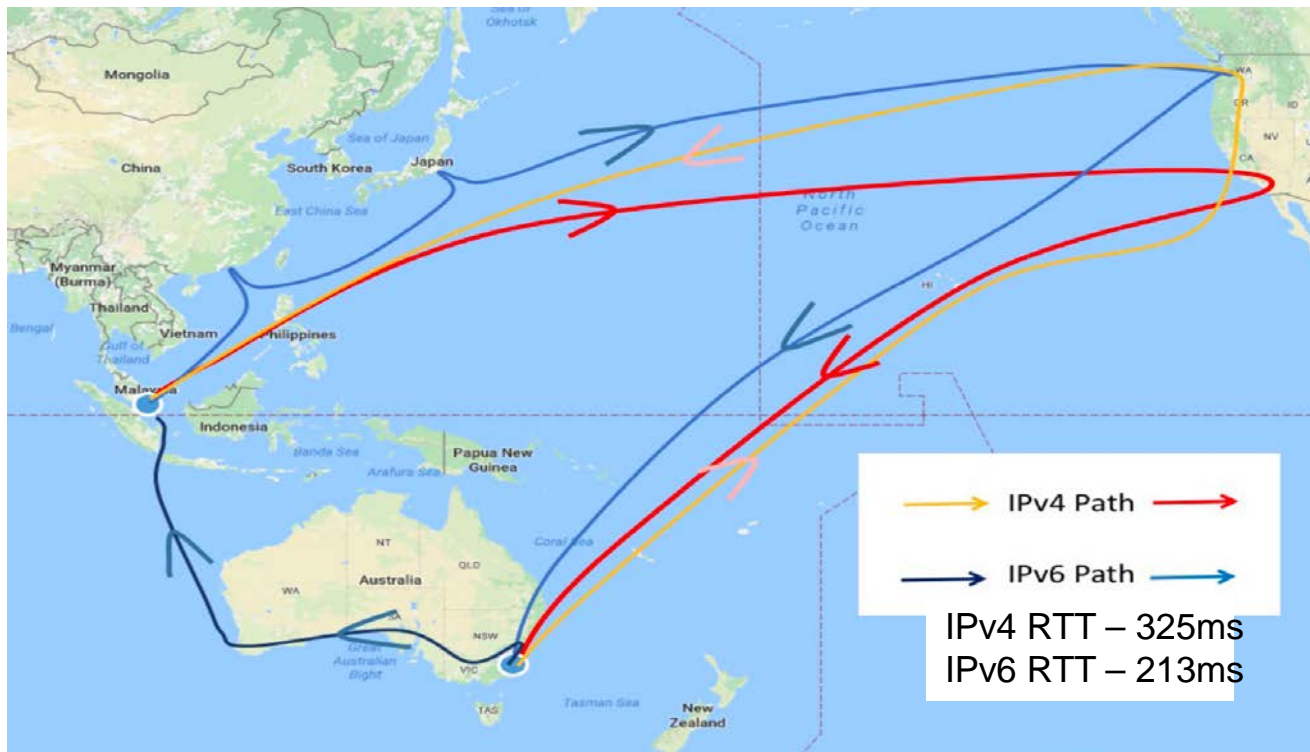 Sea of
Okhotsk
Mongolia
WA
OR
ID
Sea of Japan
NV
China
South Korea
Japan
CA
East China Sea
North
Pacific
Ocean
Myanmar
(Burma)
Thailand
HI
Bengal
Vietnam
Philippines
Gulf of
Thailand
Malaysia
Indonesia
Banda Sea
Papua New
Guinea
Arafura Sea
IPv4 Path
Coral Sea
NT
QLD
IPv6 Path
WA
Australia
SA
IPv4 RTT – 325ms
NSW
Great
Australian
Bight
VIC
IPv6 RTT – 213ms
TAS
Tasman Sea
New
Zealand